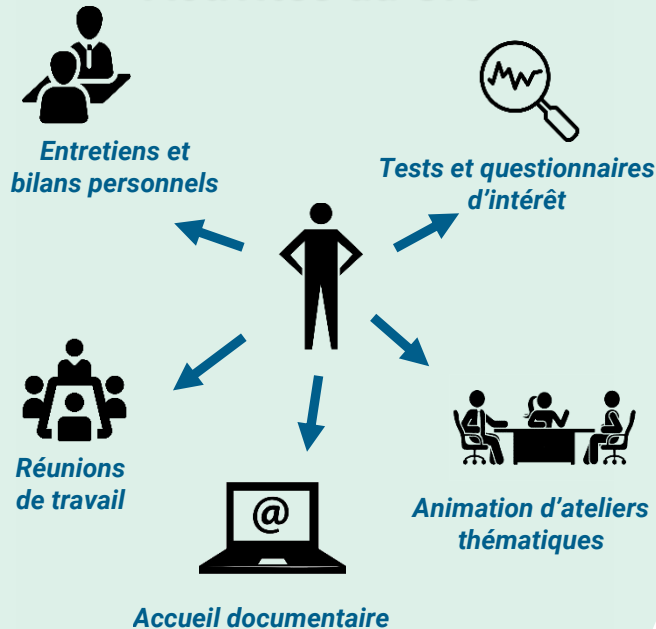 Entretiens et
bilans personnels
Tests et questionnaires
d'intérêt
Réunions
de travail
@
Animation d'ateliers
thématiques
Accueil documentaire